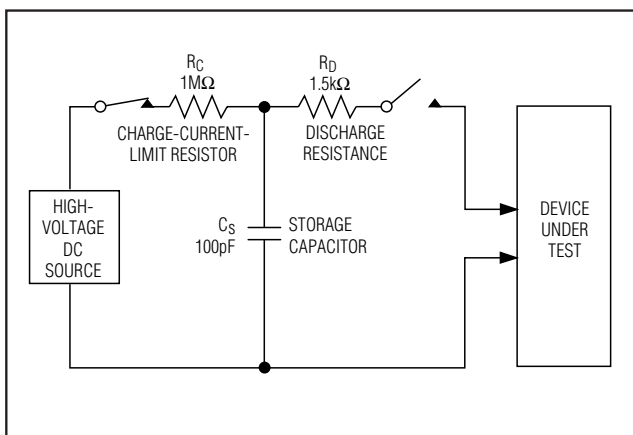 R_C
1MΩ
CHARGE-CURRENT-
LIMIT RESISTOR
R_D
1.5kΩ
DISCHARGE
RESISTANCE
HIGH-
VOLTAGE
DC
SOURCE
C_S
100pF
STORAGE
CAPACITOR
DEVICE
UNDER
TEST